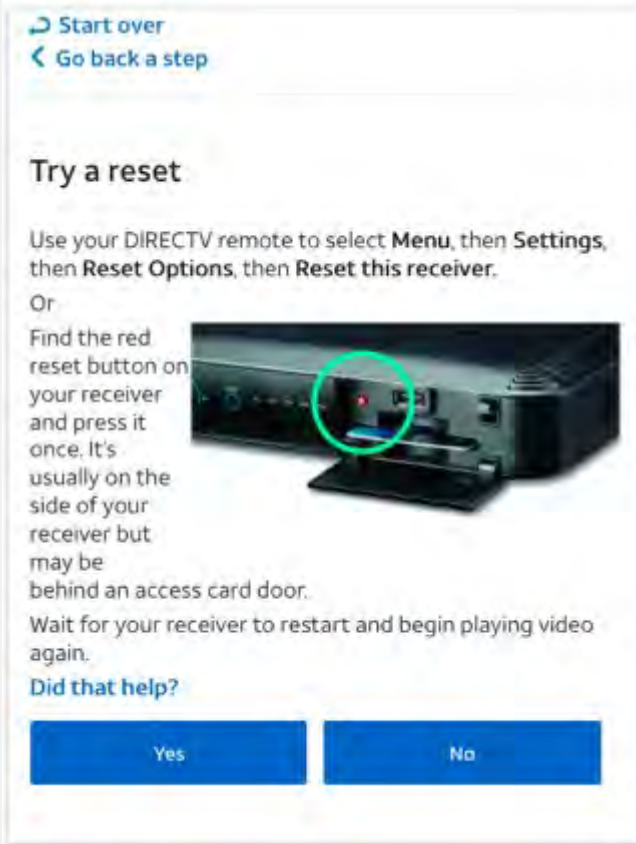 Start over
Go back a step
Try a reset
Use your DIRECTV remote to select Menu, then Settings,
then Reset Options, then Reset this receiver.
Or
Find the red
reset button on
your receiver
and press it
once. It's
usually on the
side of your
receiver but
may be
behind an access card door.
Wait for your receiver to restart and begin playing video
again.
Did that help?
Yes
No